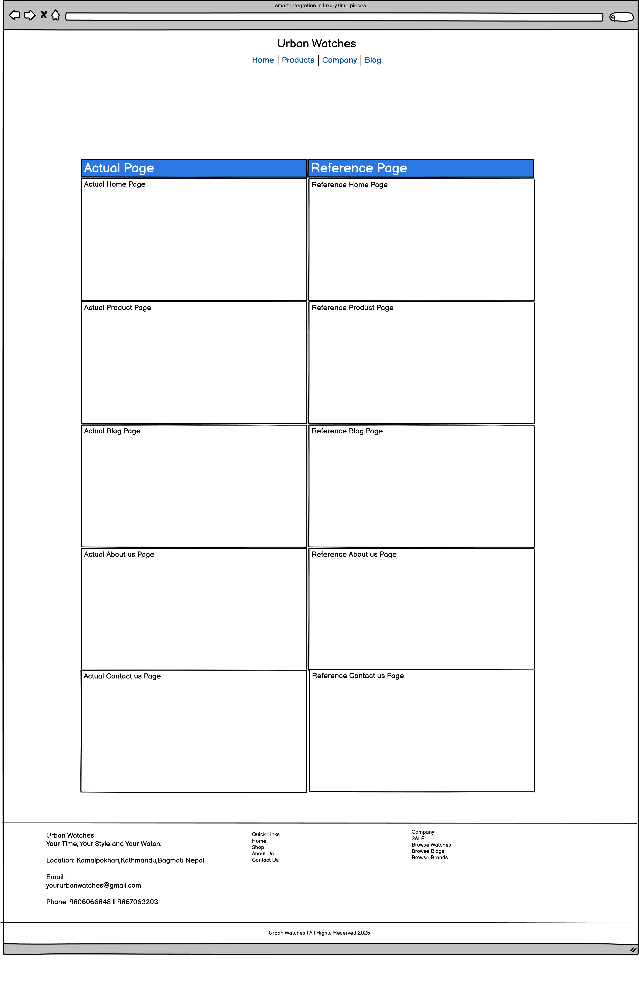 smart integration in luxury time pieces
Urban Watches
Home | Products | Company | Blog
Actual Page
Reference Page
Actual Home Page
Reference Home Page
Actual Product Page
Reference Product Page
Actual Blog Page
Reference Blog Page
Actual About us Page
Reference About us Page
Actual Contact us Page
Reference Contact us Page
Urban Watches
Your Time, Your Style and Your Watch.
Location: Kamalpokhari,Kathmandu,Bagmati Nepal
Email:
yoururbanwatches@gmail.com
Phone: 9806066848 || 9867063203
Quick Links
Home
Shop
About Us
Contact Us
Company
SALE!
Browse Watches
Browse Blogs
Browse Brands
Urban Watches | All Rights Reserved 2025